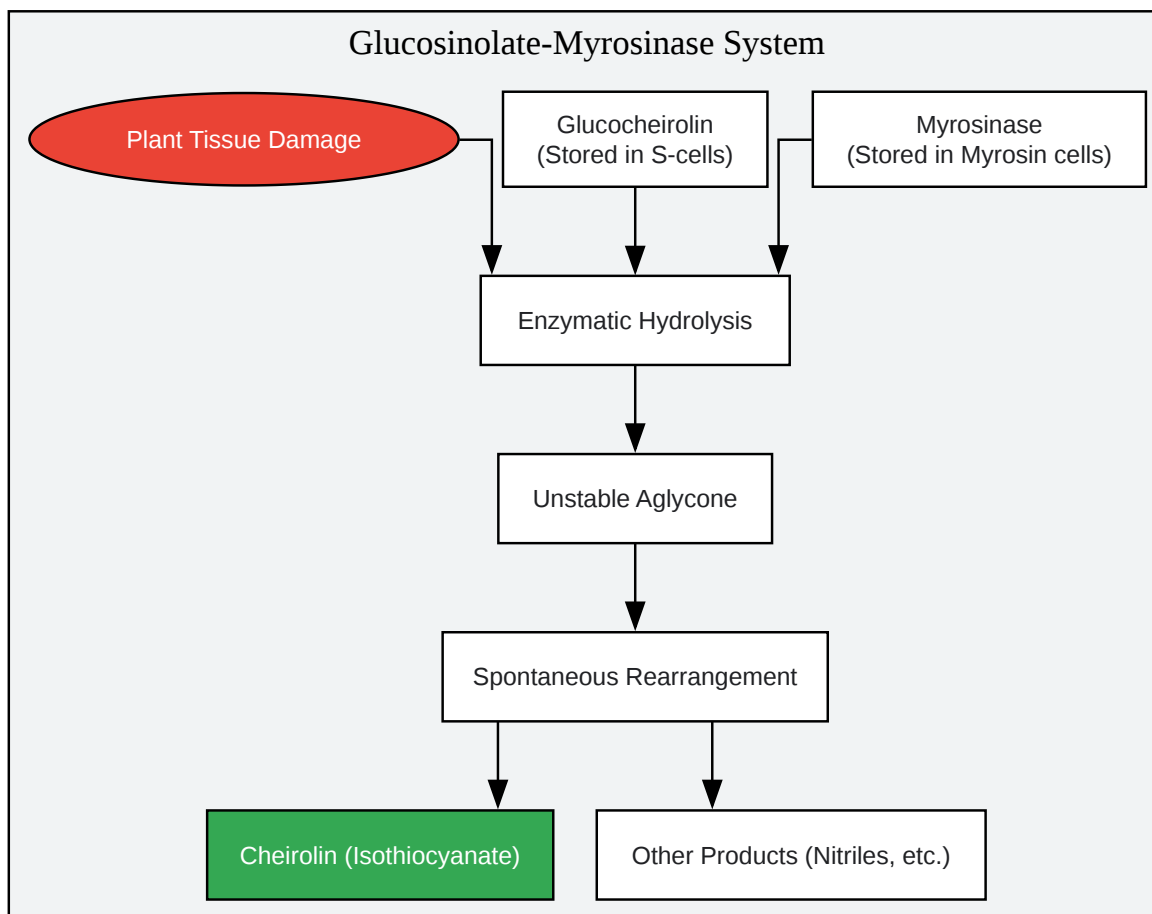 Glucosinolate-Myrosinase System
Plant Tissue Damage
Glucocheirolin
(Stored in S-cells)
Myrosinase
(Stored in Myrosin cells)
Enzymatic Hydrolysis
Unstable Aglycone
Spontaneous Rearrangement
Cheirolin (Isothiocyanate)
Other Products (Nitriles, etc.)